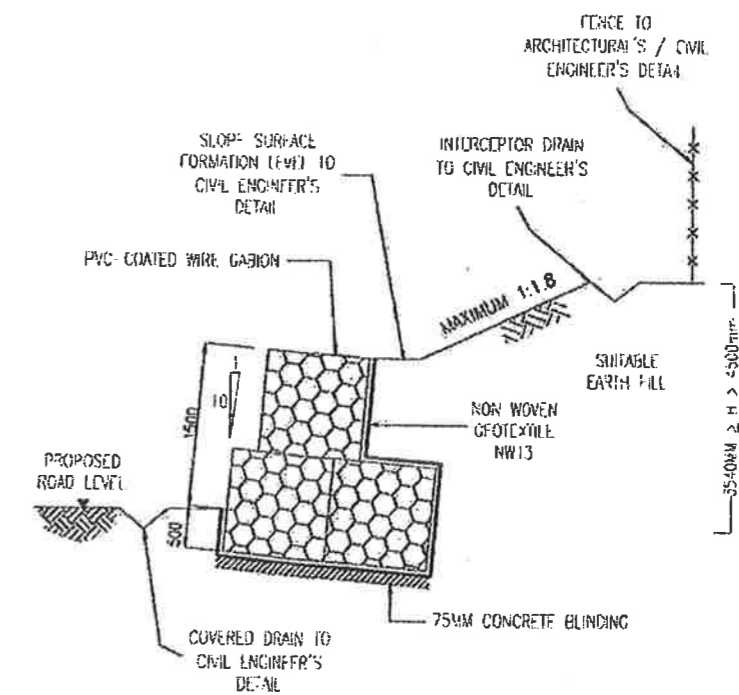 FENCE TO
ARCHITECTURAL'S / CIVIL
ENGINEER'S DETAIL
SLOPE SURFACE
FORMATION LEVEL TO
CIVIL ENGINEER'S
DETAIL
INTERCEPTOR DRAIN
TO CIVIL ENGINEER'S
DETAIL
PVC-COATED WIRE GABION
MAXIMUM 1:1.8
SUITABLE
EARTH FILL
1
10
1500
NON WOVEN
GEOTEXTILE
NW13
PROPOSED
ROAD LEVEL
500
H > 4500mm
75MM CONCRETE BLINDING
COVERED DRAIN TO
CIVIL ENGINEER'S
DETAIL